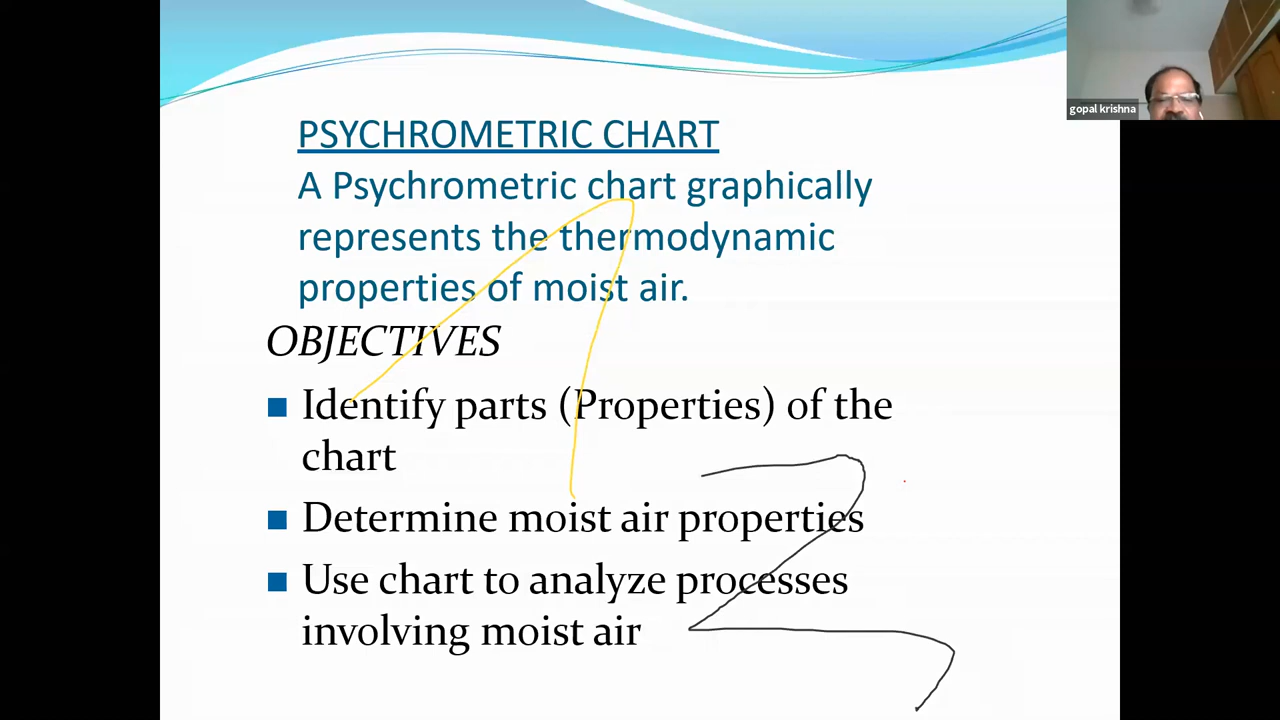 gopal krishna
PSYCHROMETRIC CHART
A Psychrometric chart graphically
represents the thermodynamic
properties of moist air.
OBJECTIVES
Identify parts (Properties) of the
chart
Determine moist air properties
Use chart to analyze processes
involving moist air